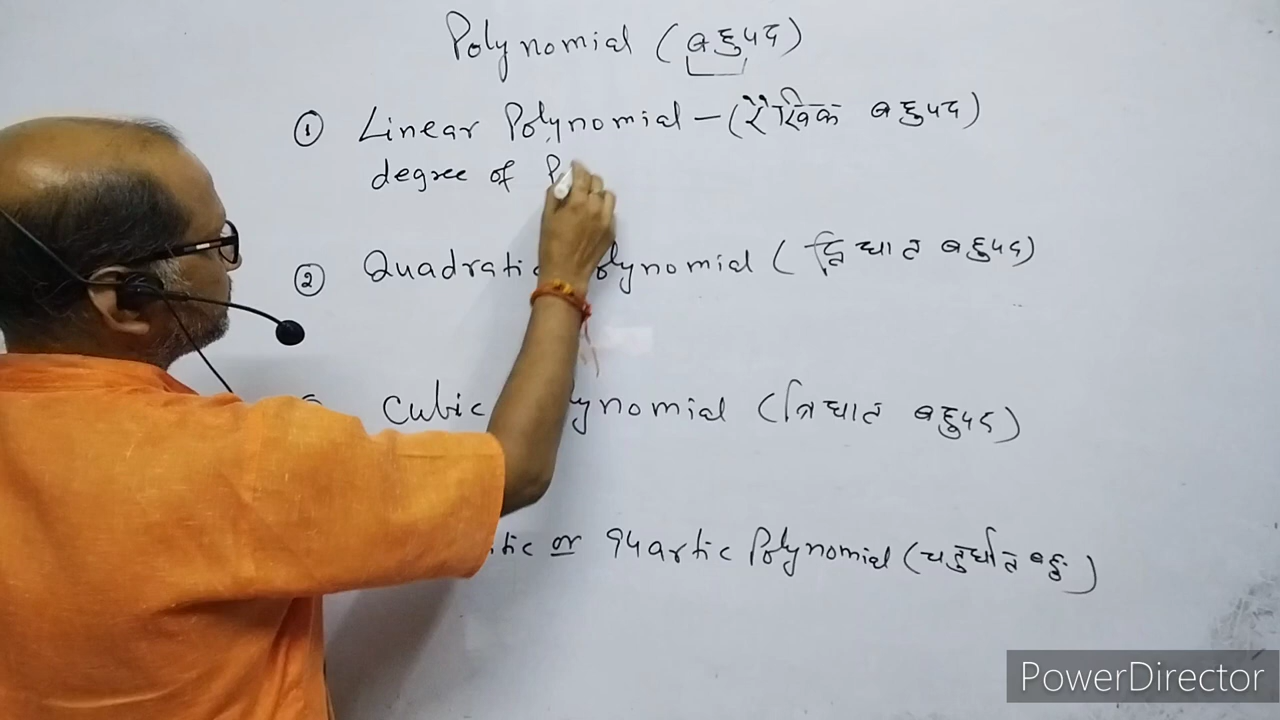 Polynomial (बहुपद)
① Linear Polynomial - (रैखिक बहुपद)
degree of P
② Quadratic Polynomial (द्विघात बहुपद)
Cubic Polynomial (त्रिघात बहुपद)
or quartic Polynomial (चतुर्घात बहु॰)
PowerDirector